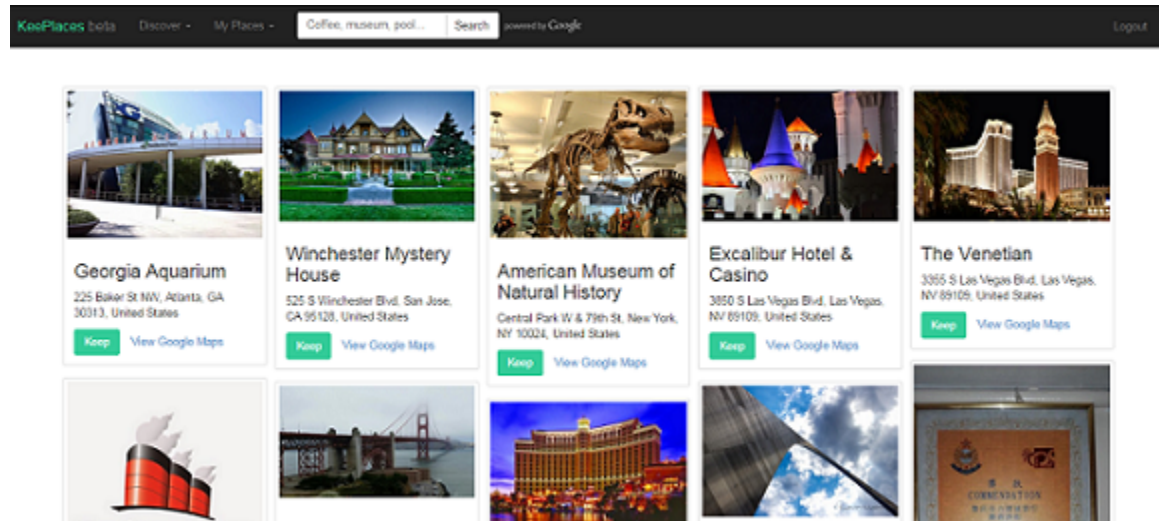 KeePlaces beta
Discover
My Places
Coffee, museum, pool...
Search
powered by Google
Logout
Georgia Aquarium
225 Baker St NW, Atlanta, GA
30313, United States
Keep
View Google Maps
Winchester Mystery
House
525 S Winchester Blvd, San Jose,
CA 95128, United States
Keep
View Google Maps
American Museum of
Natural History
Central Park W & 79th St, New York,
NY 10024, United States
Keep
View Google Maps
Excalibur Hotel &
Casino
3850 S Las Vegas Blvd, Las Vegas,
NV 89109, United States
Keep
View Google Maps
The Venetian
3355 S Las Vegas Blvd, Las Vegas,
NV 89109, United States
Keep
View Google Maps
COMMENDATION